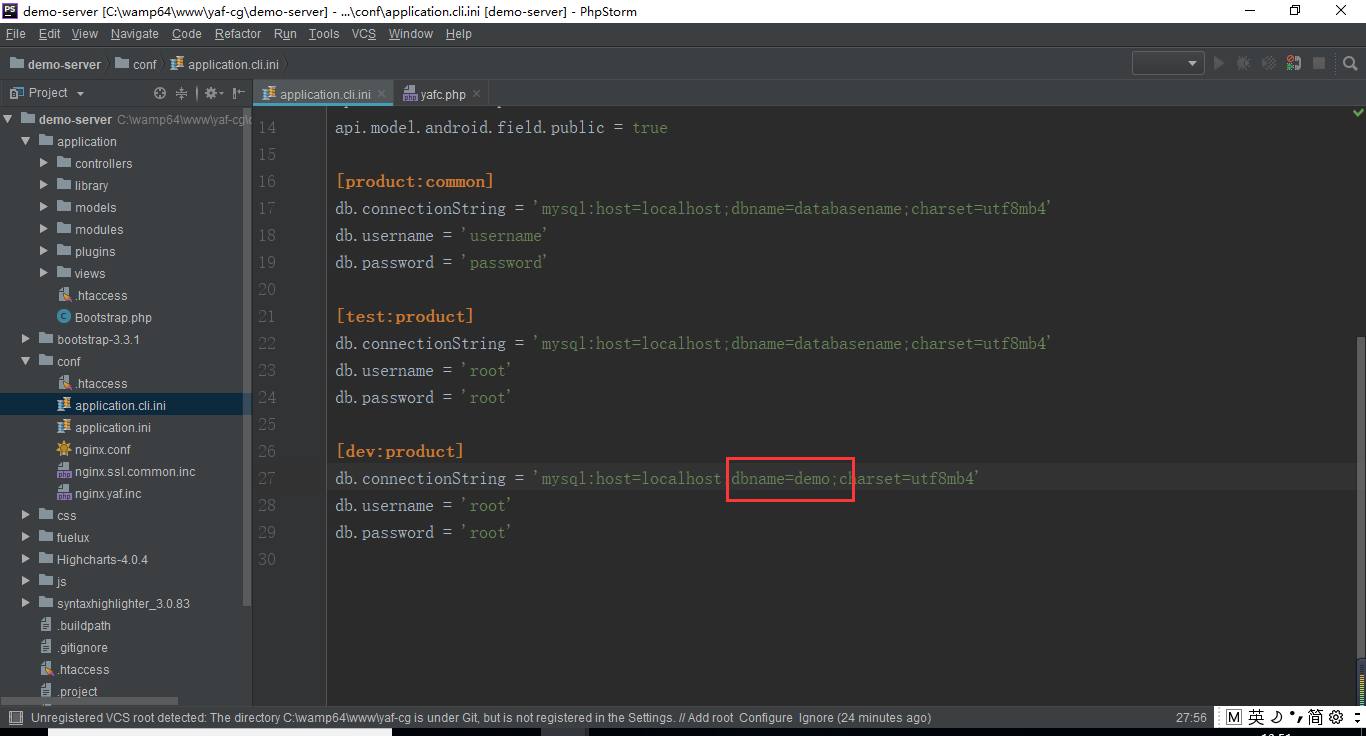 demo-server [C:\wamp64\www\yaf-cg\demo-server] - ...\conf\application.cli.ini [demo-server] - PhpStorm
File Edit View Navigate Code Refactor Run Tools VCS Window Help
demo-server conf application.cli.ini
Project
application.cli.ini yafc.php
demo-server C:\wamp64\www\yaf-cg\
application
controllers
library
models
modules
plugins
views
.htaccess
Bootstrap.php
bootstrap-3.3.1
conf
.htaccess
application.cli.ini
application.ini
nginx.conf
nginx.ssl.common.inc
nginx.yaf.inc
css
fuelux
Highcharts-4.0.4
js
syntaxhighlighter_3.0.83
.buildpath
.gitignore
.htaccess
.project
14 api.model.android.field.public = true
15
16 [product:common]
17 db.connectionString = 'mysql:host=localhost;dbname=databasename;charset=utf8mb4'
18 db.username = 'username'
19 db.password = 'password'
20
21 [test:product]
22 db.connectionString = 'mysql:host=localhost;dbname=databasename;charset=utf8mb4'
23 db.username = 'root'
24 db.password = 'root'
25
26 [dev:product]
27 db.connectionString = 'mysql:host=localhost;dbname=demo;charset=utf8mb4'
28 db.username = 'root'
29 db.password = 'root'
30
Unregistered VCS root detected: The directory C:\wamp64\www\yaf-cg is under Git, but is not registered in the Settings. // Add root Configure Ignore (24 minutes ago) 27:56
M 英 简